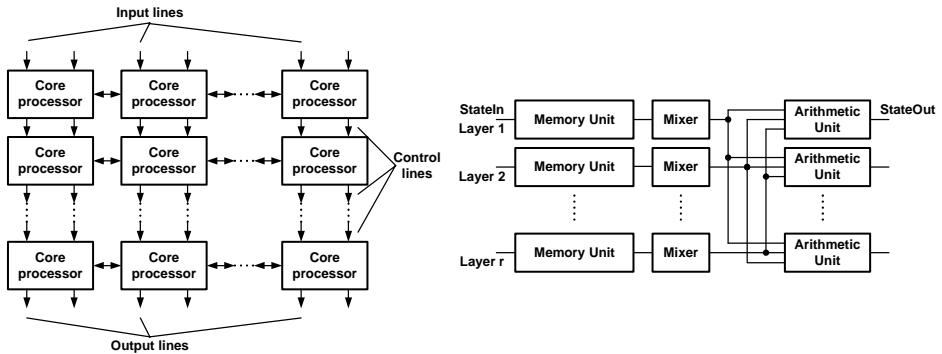 Input lines
Core
processor
Core
processor
Core
processor
Core
processor
Core
processor
Core
processor
Control
lines
Core
processor
Core
processor
Core
processor
Output lines
StateIn
Layer 1
Memory Unit
Mixer
Arithmetic
Unit
StateOut
Layer 2
Memory Unit
Mixer
Arithmetic
Unit
Layer r
Memory Unit
Mixer
Arithmetic
Unit